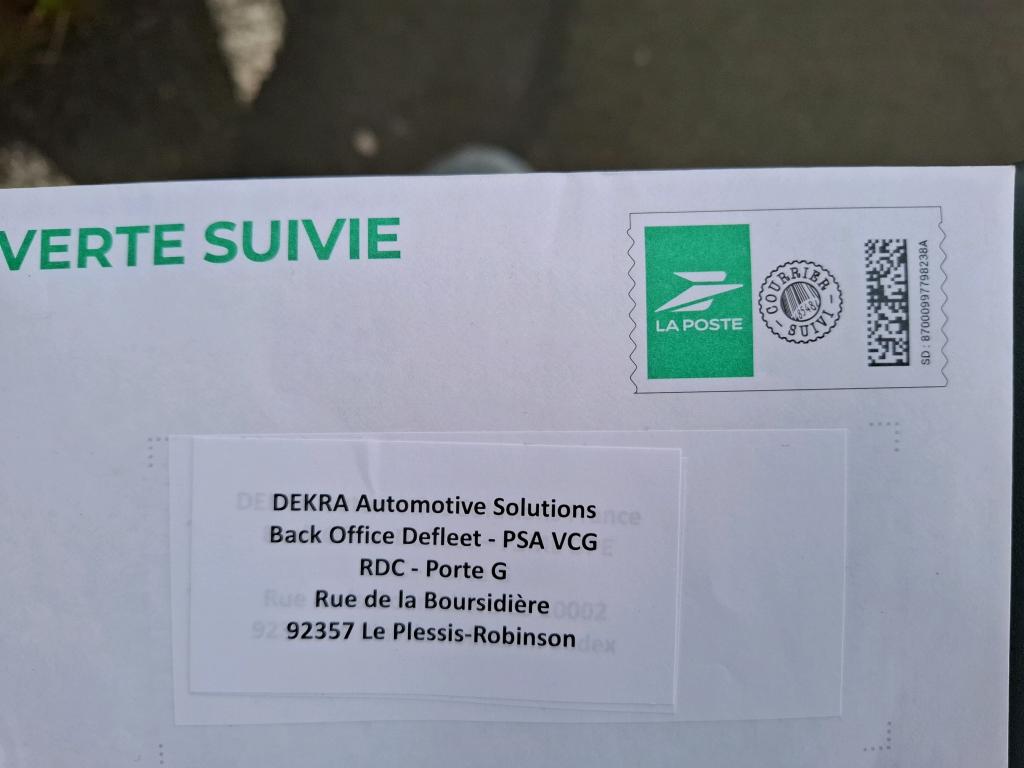 VERTE SUIVIE
LA POSTE
COURRIER
SUIVI
SD : 87000997798238A
DEKRA Automotive Solutions
Back Office Defleet - PSA VCG
RDC - Porte G
Rue de la Boursidière
92357 Le Plessis-Robinson